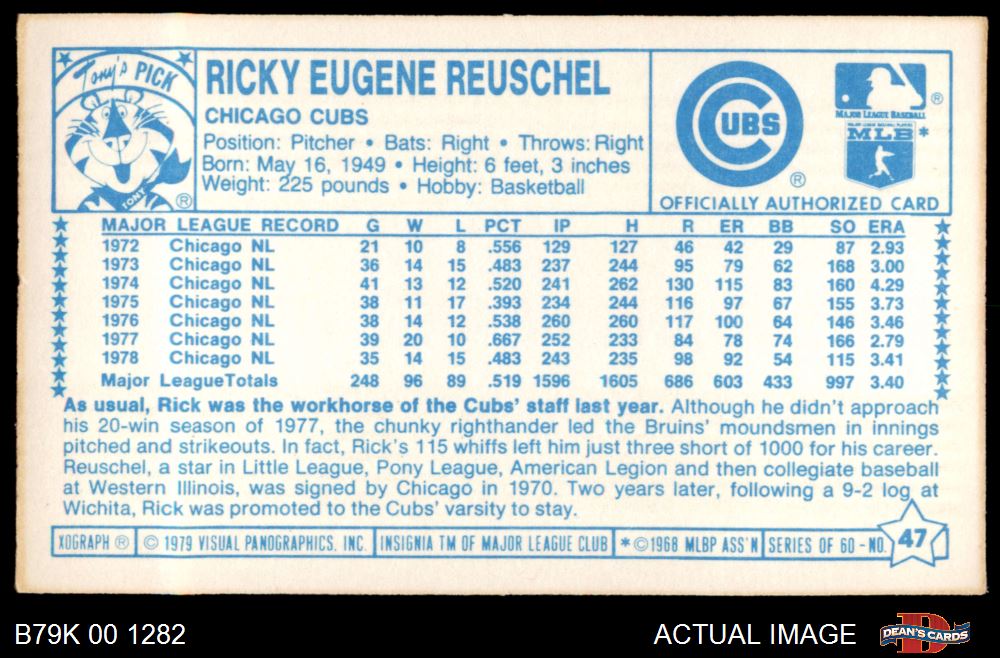 Tony's PICK
RICKY EUGENE REUSCHEL
CHICAGO CUBS
Position: Pitcher • Bats: Right • Throws: Right
Born: May 16, 1949 • Height: 6 feet, 3 inches
Weight: 225 pounds • Hobby: Basketball
TONY ®
CUBS ®
® MAJOR LEAGUE BASEBALL
MAJOR LEAGUE BASEBALL PLAYERS
MLB *
OFFICIALLY AUTHORIZED CARD
MAJOR LEAGUE RECORD G W L PCT IP H R ER BB SO ERA
1972 Chicago NL 21 10 8 .556 129 127 46 42 29 87 2.93
1973 Chicago NL 36 14 15 .483 237 244 95 79 62 168 3.00
1974 Chicago NL 41 13 12 .520 241 262 130 115 83 160 4.29
1975 Chicago NL 38 11 17 .393 234 244 116 97 67 155 3.73
1976 Chicago NL 38 14 12 .538 260 260 117 100 64 146 3.46
1977 Chicago NL 39 20 10 .667 252 233 84 78 74 166 2.79
1978 Chicago NL 35 14 15 .483 243 235 98 92 54 115 3.41
Major LeagueTotals 248 96 89 .519 1596 1605 686 603 433 997 3.40
As usual, Rick was the workhorse of the Cubs' staff last year. Although he didn't approach
his 20-win season of 1977, the chunky righthander led the Bruins' moundsmen in innings
pitched and strikeouts. In fact, Rick's 115 whiffs left him just three short of 1000 for his career.
Reuschel, a star in Little League, Pony League, American Legion and then collegiate baseball
at Western Illinois, was signed by Chicago in 1970. Two years later, following a 9-2 log at
Wichita, Rick was promoted to the Cubs' varsity to stay.
XOGRAPH ® © 1979 VISUAL PANOGRAPHICS, INC. INSIGNIA TM OF MAJOR LEAGUE CLUB *©1968 MLBP ASS'N SERIES OF 60-NO. 47
B79K 00 1282 ACTUAL IMAGE D DEAN'S CARDS